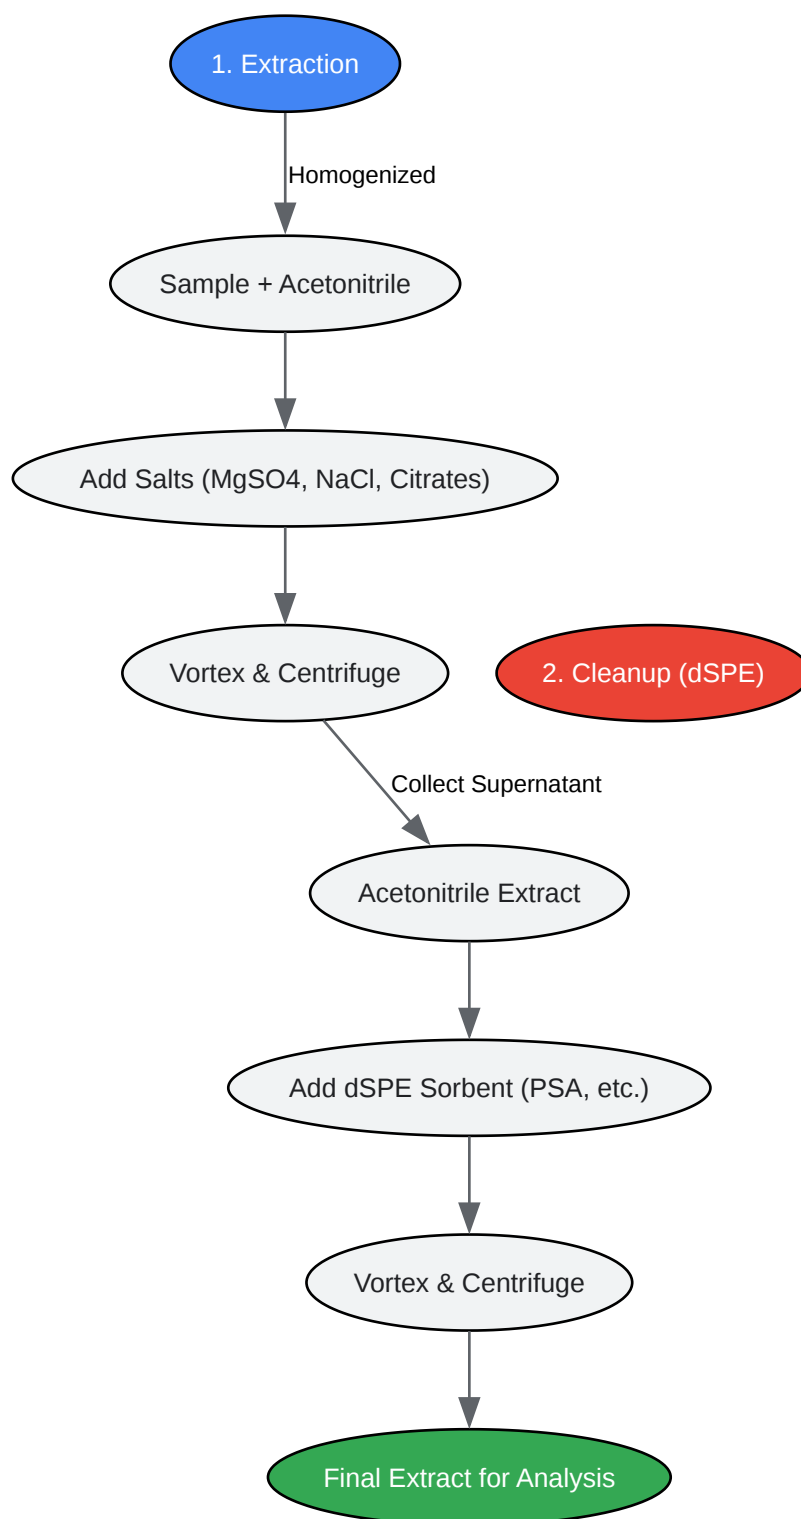 1. Extraction
Homogenized
Sample + Acetonitrile
Add Salts (MgSO4, NaCl, Citrates)
Vortex & Centrifuge
2. Cleanup (dSPE)
Collect Supernatant
Acetonitrile Extract
Add dSPE Sorbent (PSA, etc.)
Vortex & Centrifuge
Final Extract for Analysis